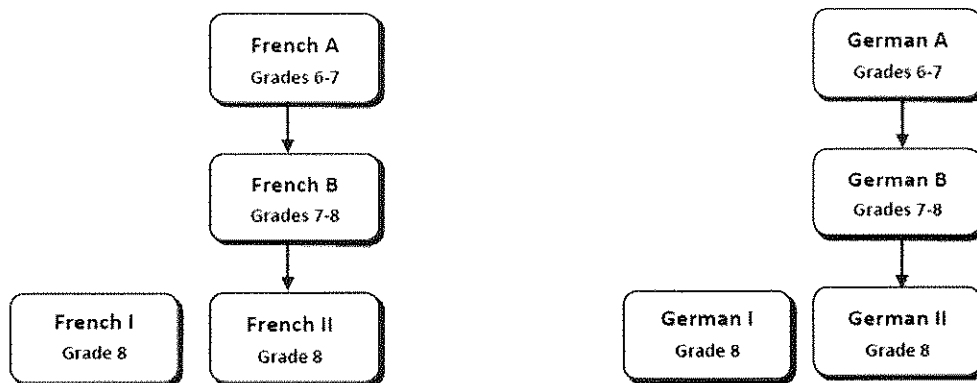 French A
Grades 6-7
German A
Grades 6-7
French B
Grades 7-8
German B
Grades 7-8
French I
Grade 8
French II
Grade 8
German I
Grade 8
German II
Grade 8